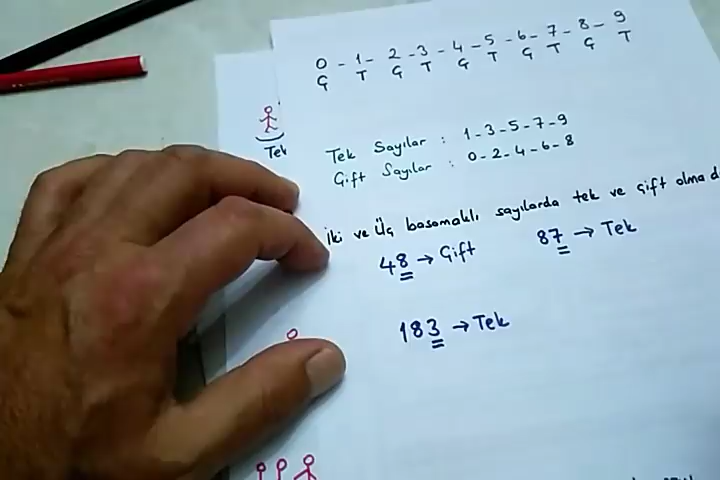 0 - 1 - 2 - 3 - 4 - 5 - 6 - 7 - 8 - 9
Ç T Ç T Ç T Ç T Ç T
Tek
Tek Sayılar : 1 - 3 - 5 - 7 - 9
Çift Sayılar : 0 - 2 - 4 - 6 - 8
İki ve Üç basamaklı sayılarda tek ve çift olma
48 → Çift 87 → Tek
183 → Tek